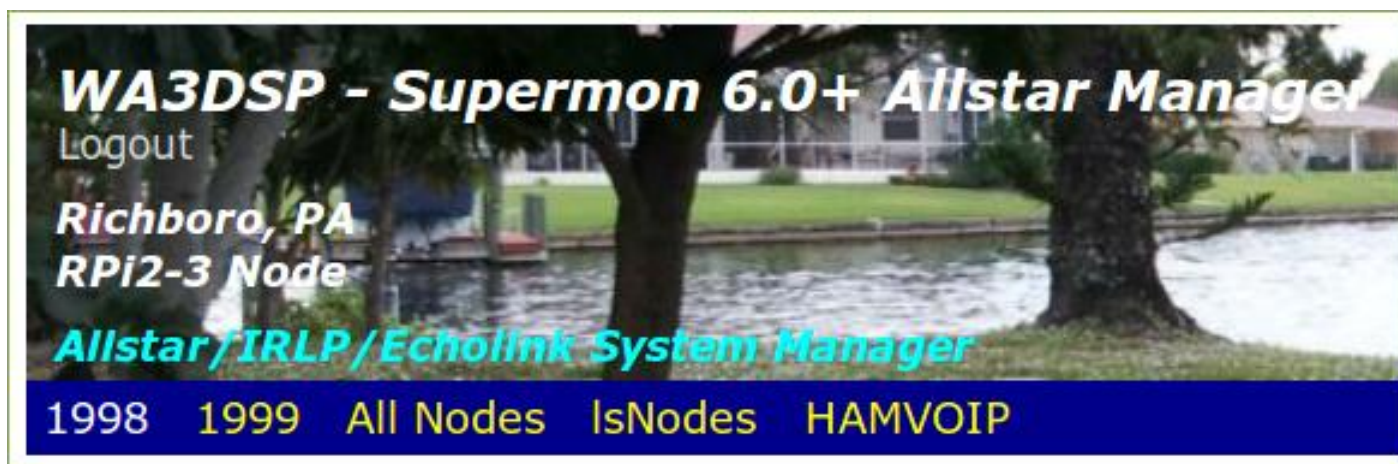 WA3DSP - Supermon 6.0+ Allstar Manager
Logout
Richboro, PA
RPi2-3 Node
Allstar/IRLP/Echolink System Manager
1998 1999 All Nodes lsNodes HAMVOIP